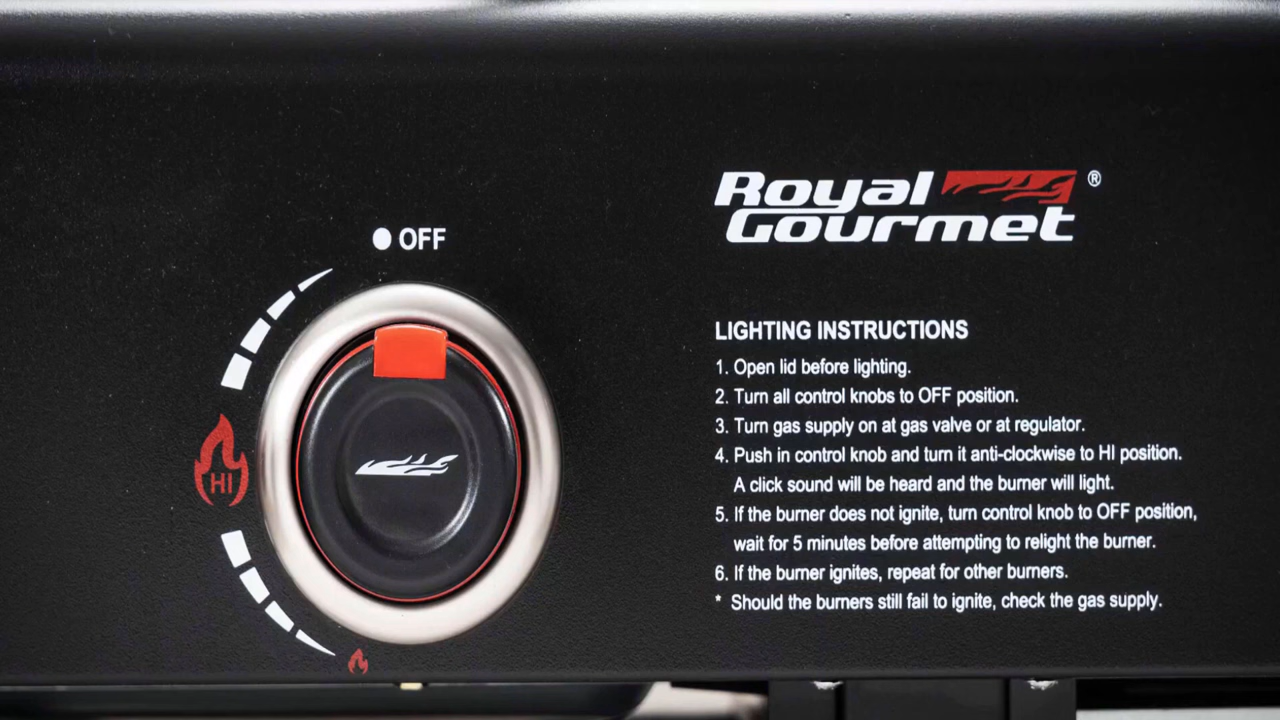 Royal
Gourmet
®
OFF
HI
LIGHTING INSTRUCTIONS
1. Open lid before lighting.
2. Turn all control knobs to OFF position.
3. Turn gas supply on at gas valve or at regulator.
4. Push in control knob and turn it anti-clockwise to HI position.
A click sound will be heard and the burner will light.
5. If the burner does not ignite, turn control knob to OFF position,
wait for 5 minutes before attempting to relight the burner.
6. If the burner ignites, repeat for other burners.
* Should the burners still fail to ignite, check the gas supply.